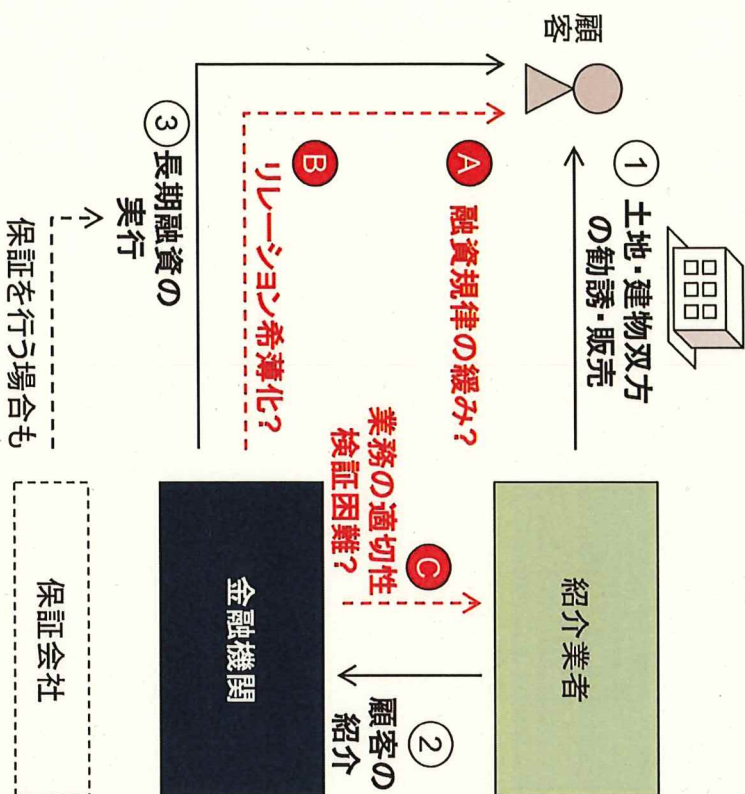 顧客
① 土地・建物双方
の勧誘・販売
A 融資規律の緩み?
B リレーション希薄化?
③ 長期融資の
実行
保証を行う場合も
C 業務の適切性
検証困難?
② 顧客の
紹介
紹介業者
金融機関
保証会社